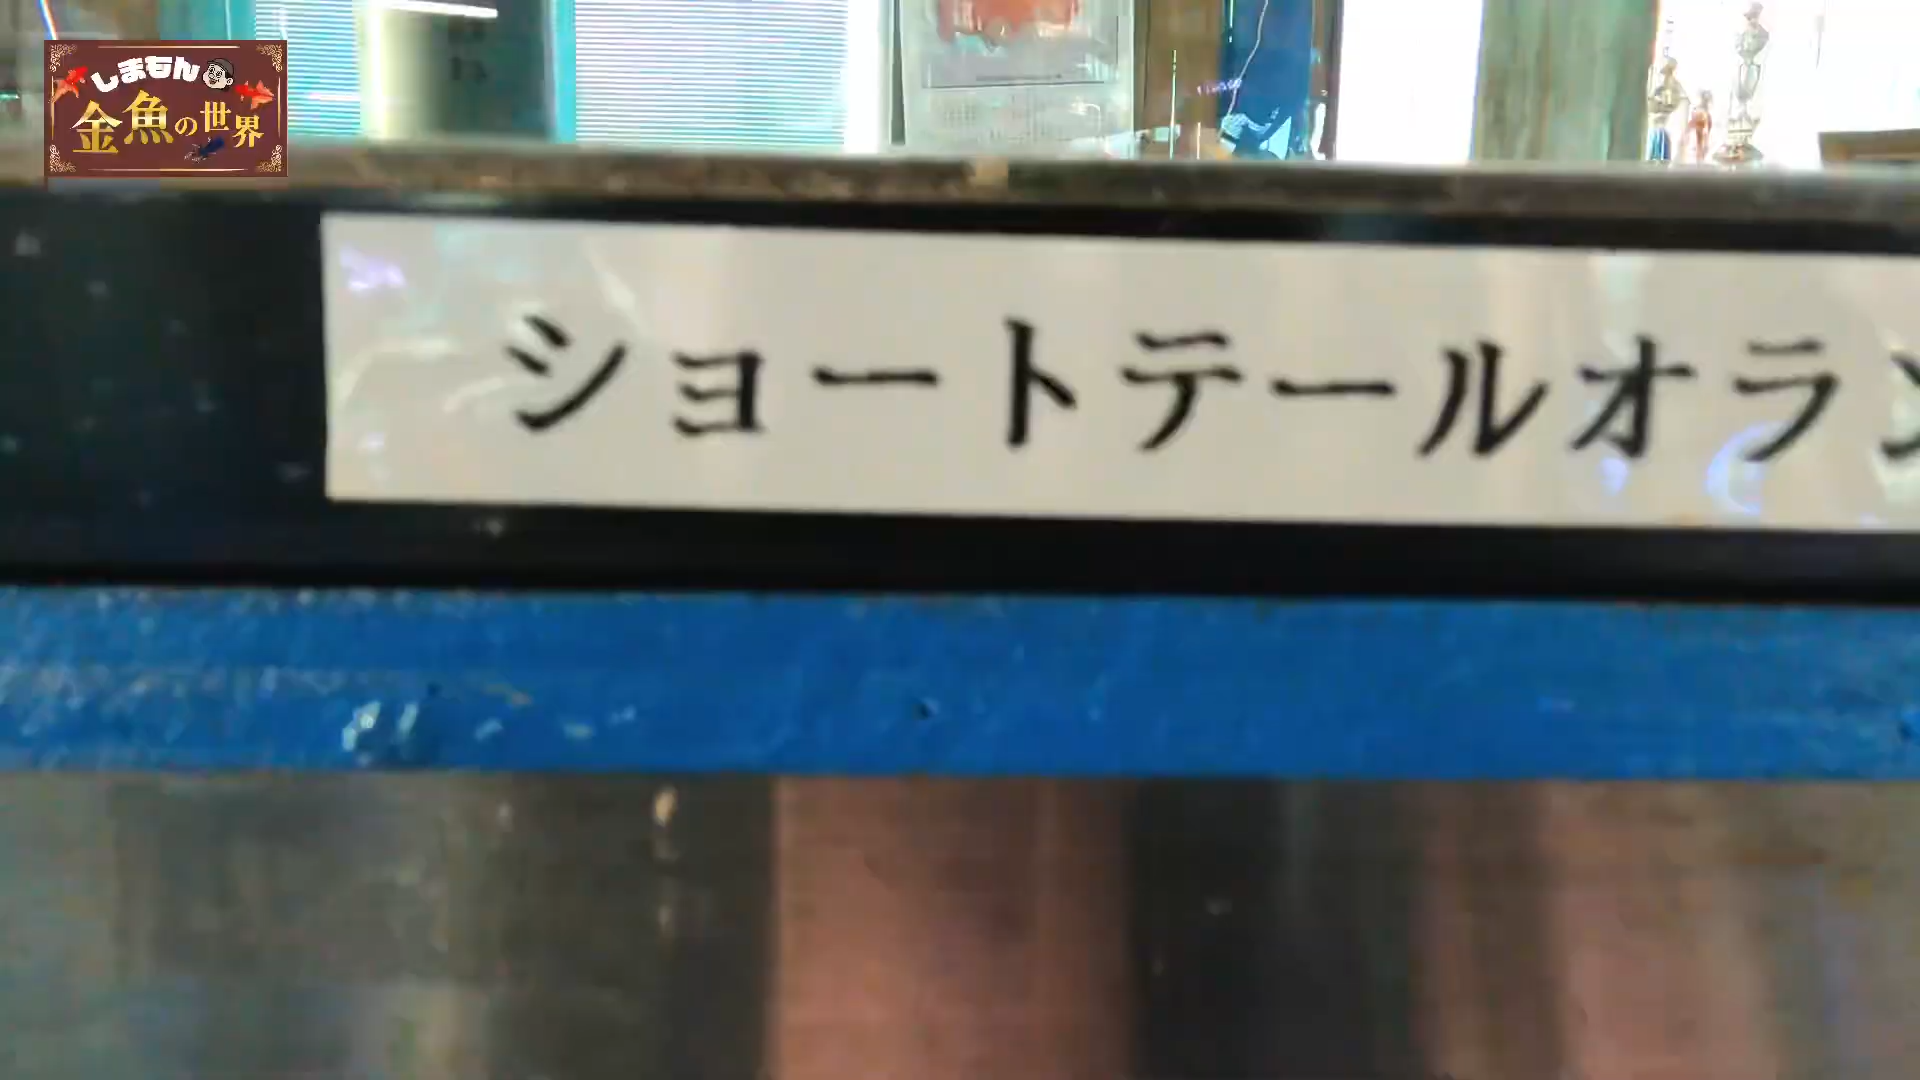 しまもん
金魚の世界
ショートテールオラン